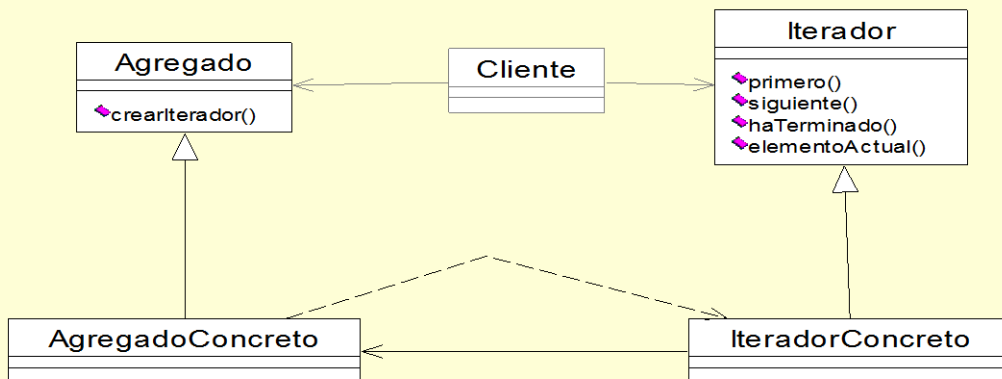 Agregado
crearIterador()
Cliente
Iterador
primero()
siguiente()
haTerminado()
elementoActual()
AgregadoConcreto
IteradorConcreto